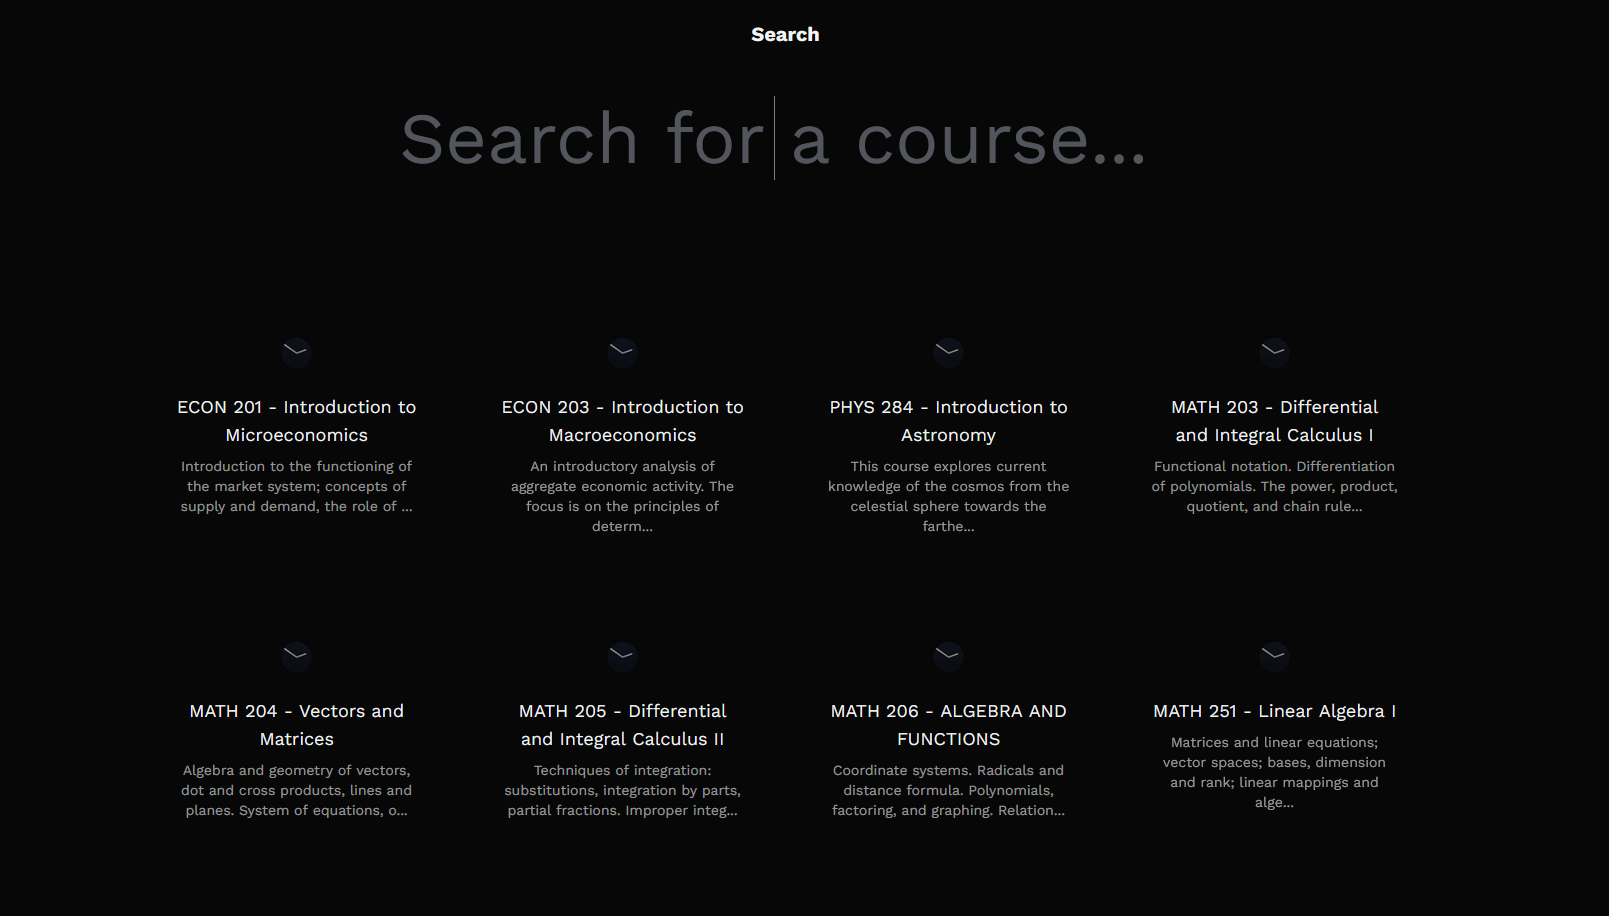 Search
Search for a course...
ECON 201 - Introduction to
Microeconomics
Introduction to the functioning of
the market system; concepts of
supply and demand, the role of ...
ECON 203 - Introduction to
Macroeconomics
An introductory analysis of
aggregate economic activity. The
focus is on the principles of
determ...
PHYS 284 - Introduction to
Astronomy
This course explores current
knowledge of the cosmos from the
celestial sphere towards the
farthe...
MATH 203 - Differential
and Integral Calculus I
Functional notation. Differentiation
of polynomials. The power, product,
quotient, and chain rule...
MATH 204 - Vectors and
Matrices
Algebra and geometry of vectors,
dot and cross products, lines and
planes. System of equations, o...
MATH 205 - Differential
and Integral Calculus II
Techniques of integration:
substitutions, integration by parts,
partial fractions. Improper integ...
MATH 206 - ALGEBRA AND
FUNCTIONS
Coordinate systems. Radicals and
distance formula. Polynomials,
factoring, and graphing. Relation...
MATH 251 - Linear Algebra I
Matrices and linear equations;
vector spaces; bases, dimension
and rank; linear mappings and
alge...